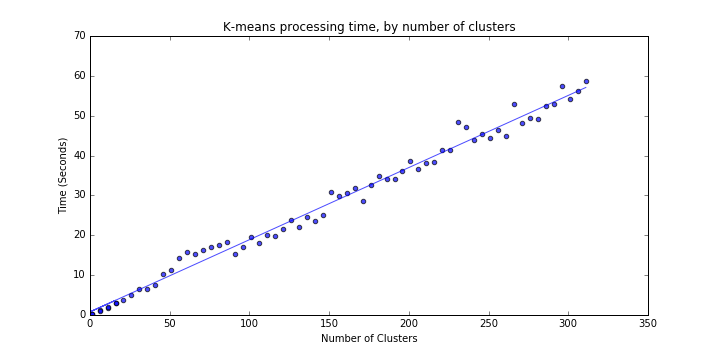 K-means processing time, by number of clusters
70
60
50
40
30
20
10
0
Time (Seconds)
0 50 100 150 200 250 300 350
Number of Clusters